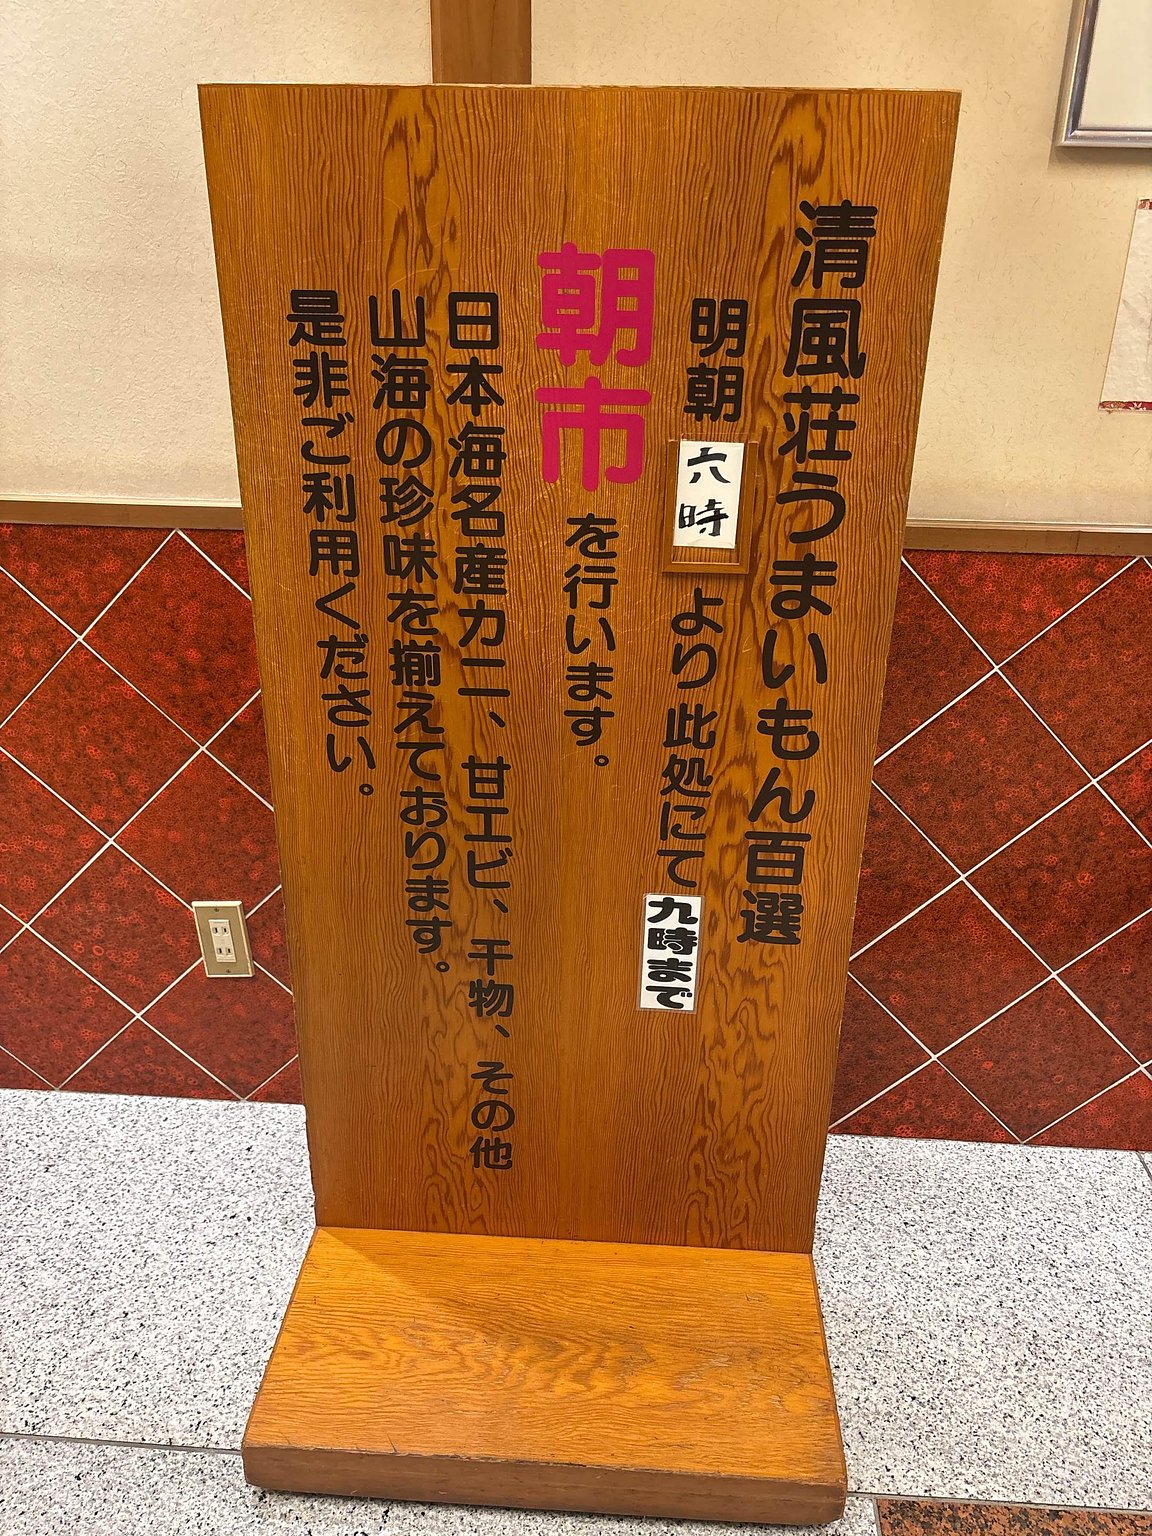 清風荘うまいもん百選
明朝 六時 より 此処にて 九時まで
朝市を行います。
日本海名産カニ、甘エビ、干物、その他
山海の珍味を揃えております。
是非ご利用ください。